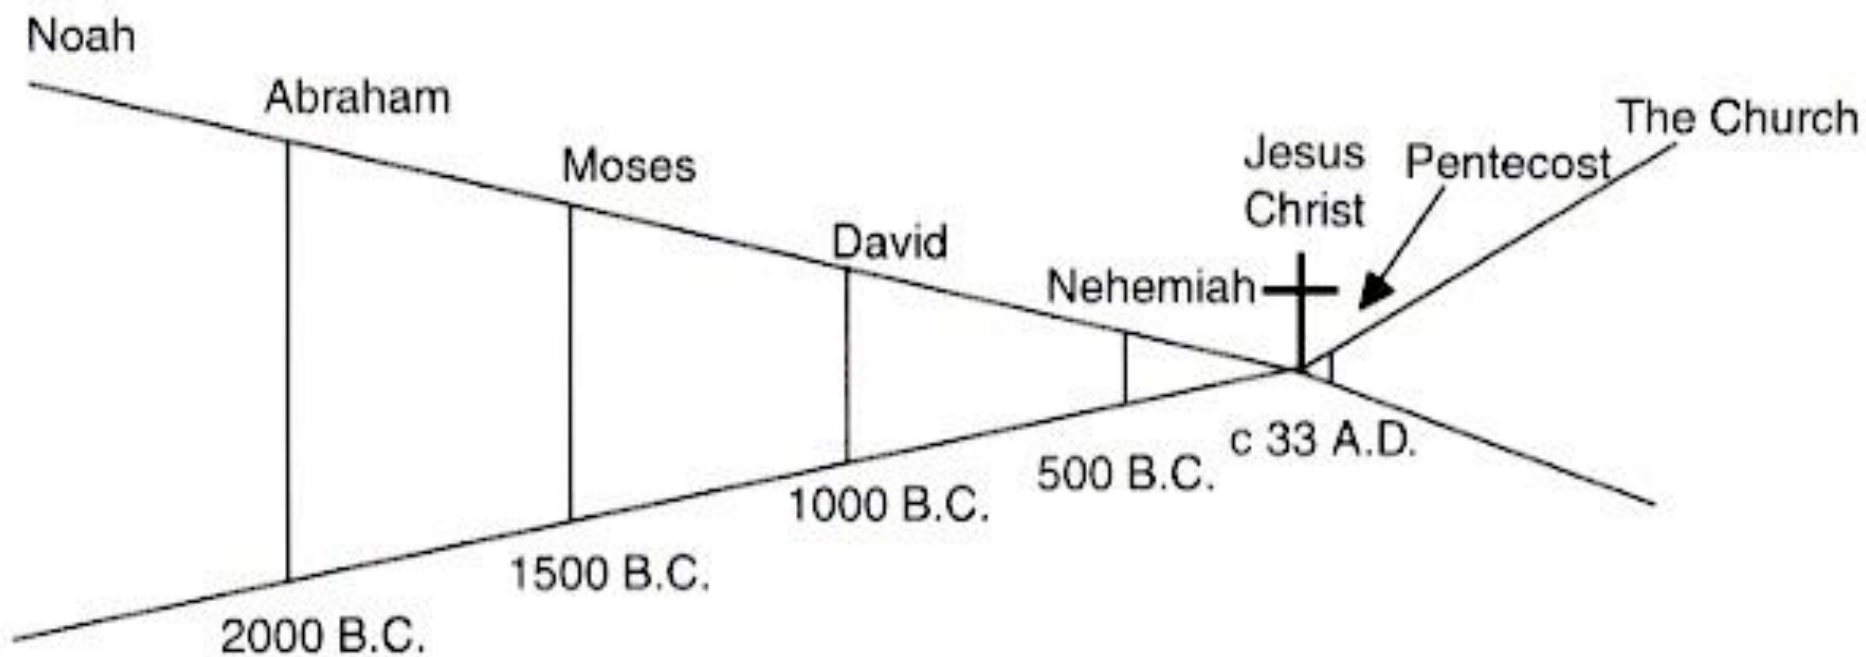 Noah
Abraham
Moses
David
Nehemiah
Jesus
Christ
Pentecost
The Church
2000 B.C.
1500 B.C.
1000 B.C.
500 B.C.
c 33 A.D.